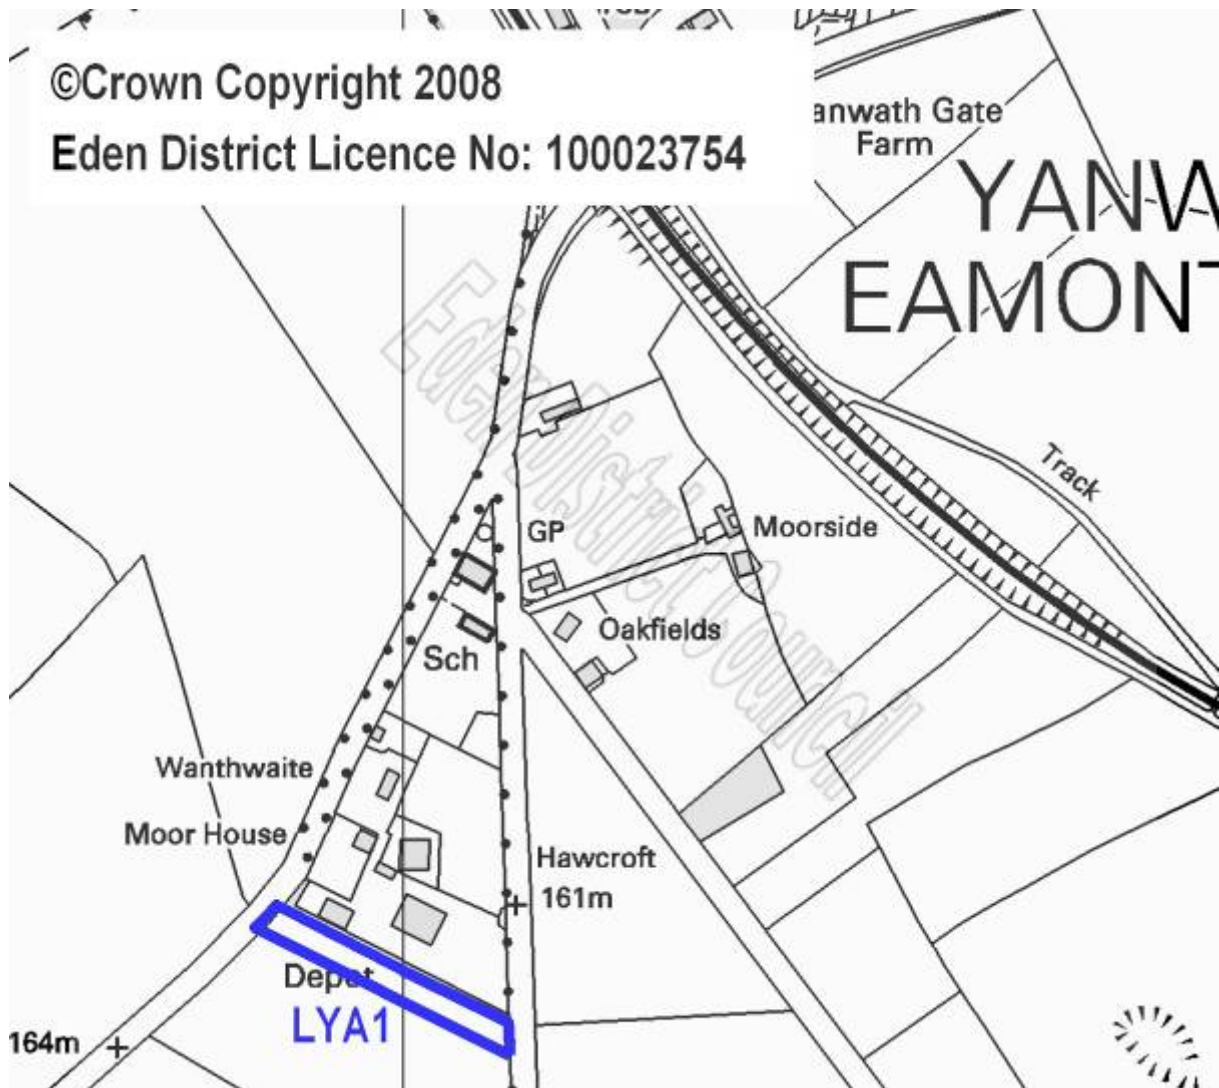 ©Crown Copyright 2008
Eden District Licence No: 100023754
anwath Gate
Farm
YANW
EAMONT
Track
GP
Moorside
Eden District Council
Oakfields
Sch
Wanthwaite
Moor House
Hawcroft
161m
Depot
LYA1
164m